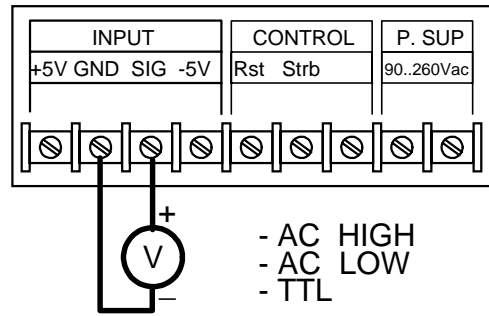 INPUT CONTROL P. SUP
+5V GND SIG -5V Rst Strb 90..260Vac
+
V
–
- AC HIGH
- AC LOW
- TTL